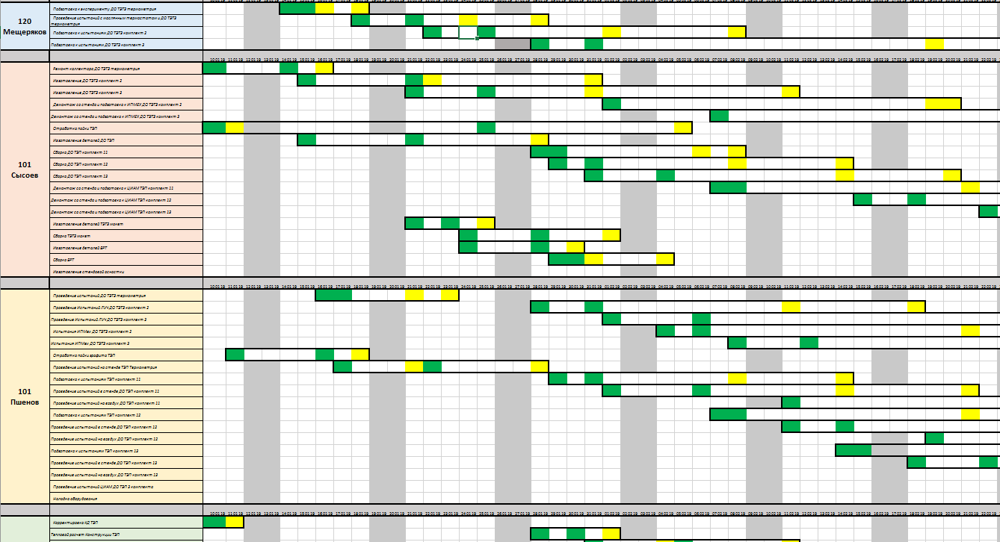 120
Мещеряков
Подготовка к эксперименту ДО ТЭТЗ термометрия
Проведение испытаний с маслянным термостатом и ДО ТЭТЗ
термометрия
Подготовка к испытаниям ДО ТЭТЗ комплект 2
Подготовка к испытаниям ДО ТЭТЗ комплект 3
10.01.19 11.01.19 12.01.19 13.01.19 14.01.19 15.01.19 16.01.19 17.01.19 18.01.19 19.01.19 20.01.19 21.01.19 22.01.19 23.01.19 24.01.19 25.01.19 26.01.19 27.01.19 28.01.19 29.01.19 30.01.19 31.01.19 01.02.19 02.02.19 03.02.19 04.02.19 05.02.19 06.02.19 07.02.19 08.02.19 09.02.19 10.02.19 11.02.19 12.02.19 13.02.19 14.02.19 15.02.19 16.02.19 17.02.19 18.02.19 19.02.19 20.02.19 21.02.19 22.02.19
101
Сысоев
Ремонт коллектора ДО ТЭТЗ термометрия
Изготовление ДО ТЭТЗ комплект 2
Изготовление ДО ТЭТЗ комплект 3
Демонтаж со стенда и подготовка к ИПМЕХ ДО ТЭТЗ комплект 2
Демонтаж со стенда и подготовка к ИПМЕХ ДО ТЭТЗ комплект 3
Отработка пайки ТЭП
Изготовление деталей ДО ТЭП
Сборка ДО ТЭП комплект 11
Сборка ДО ТЭП комплект 12
Сборка ДО ТЭП комплект 13
Демонтаж со стенда и подготовка к ЦИАМ ТЭП комплект 11
Демонтаж со стенда и подготовка к ЦИАМ ТЭП комплект 12
Демонтаж со стенда и подготовка к ЦИАМ ТЭП комплект 13
Изготовление деталей ТЭТЗ макет
Сборка ТЭТЗ макет
Изготовление деталей БРТ
Сборка БРТ
Изготовление стендовой оснастки
10.01.19 11.01.19 12.01.19 13.01.19 14.01.19 15.01.19 16.01.19 17.01.19 18.01.19 19.01.19 20.01.19 21.01.19 22.01.19 23.01.19 24.01.19 25.01.19 26.01.19 27.01.19 28.01.19 29.01.19 30.01.19 31.01.19 01.02.19 02.02.19 03.02.19 04.02.19 05.02.19 06.02.19 07.02.19 08.02.19 09.02.19 10.02.19 11.02.19 12.02.19 13.02.19 14.02.19 15.02.19 16.02.19 17.02.19 18.02.19 19.02.19 20.02.19 21.02.19 22.02.19
101
Пшенов
Проведение испытаний ДО ТЭТЗ термометрия
Проведение Испытаний ЛУЧ ДО ТЭТЗ комплект 2
Проведение Испытаний ЛУЧ ДО ТЭТЗ комплект 3
Испытания ИПМех ДО ТЭТЗ комплект 2
Испытания ИПМех ДО ТЭТЗ комплект 3
Отработка пайки графита ТЭП
Проведение испытаний на стенде ТЭП Термометрия
Подготовка к испытаниям ТЭП комплект 11
Проведение испытаний в стенде ДО ТЭП комплект 11
Проведение испытаний на воздух ДО ТЭП комплект 11
Подготовка к испытаниям ТЭП комплект 12
Проведение испытаний в стенде ДО ТЭП комплект 12
Проведение испытаний на воздух ДО ТЭП комплект 12
Подготовка к испытаниям ТЭП комплект 13
Проведение испытаний в стенде ДО ТЭП комплект 13
Проведение испытаний на воздух ДО ТЭП комплект 13
Проведение испытаний ЦИАМ ДО ТЭП 3 комплекта
Наладка оборудования
10.01.19 11.01.19 12.01.19 13.01.19 14.01.19 15.01.19 16.01.19 17.01.19 18.01.19 19.01.19 20.01.19 21.01.19 22.01.19 23.01.19 24.01.19 25.01.19 26.01.19 27.01.19 28.01.19 29.01.19 30.01.19 31.01.19 01.02.19 02.02.19 03.02.19 04.02.19 05.02.19 06.02.19 07.02.19 08.02.19 09.02.19 10.02.19 11.02.19 12.02.19 13.02.19 14.02.19 15.02.19 16.02.19 17.02.19 18.02.19 19.02.19 20.02.19 21.02.19 22.02.19
Корректировка КД ТЭП
Тепловой расчет Конструкции ТЭП